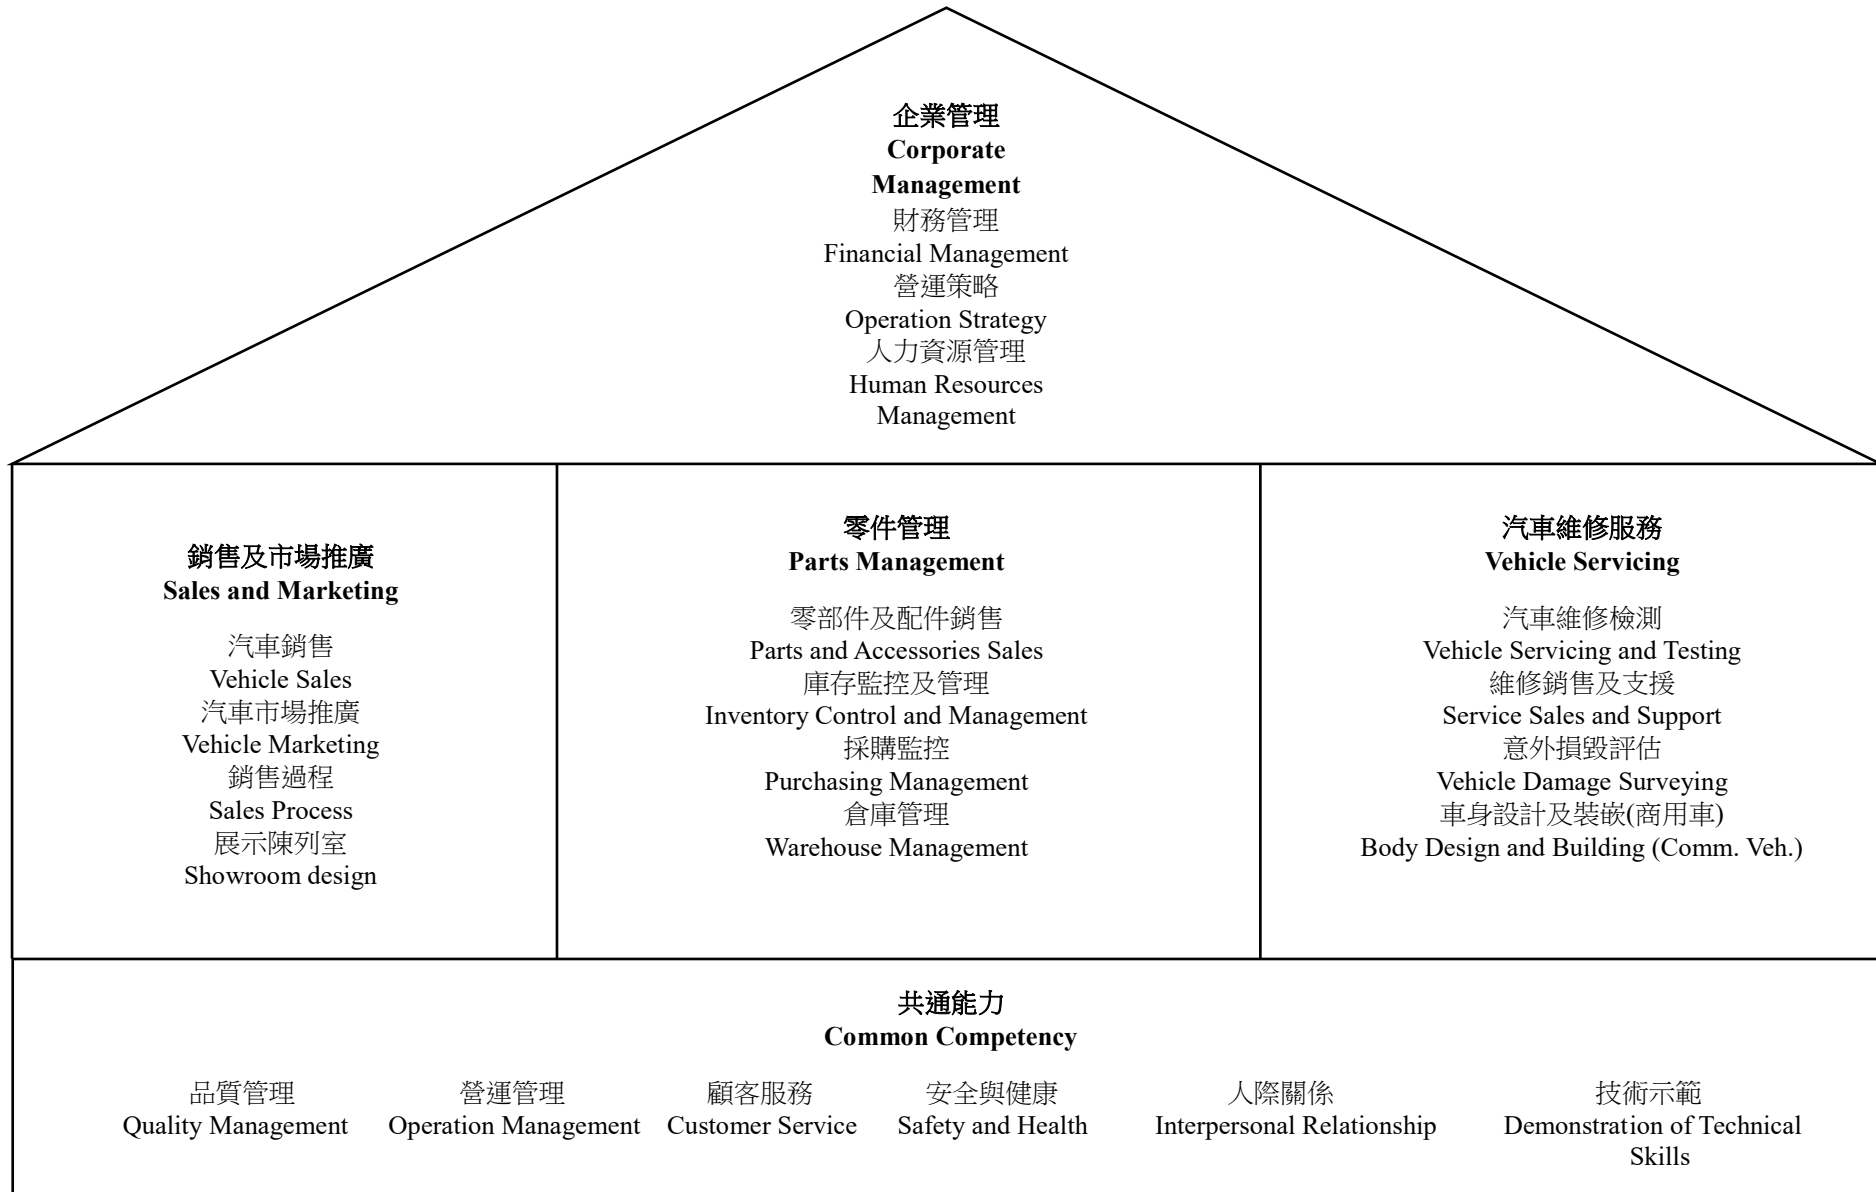 企業管理
Corporate
Management
財務管理
Financial Management
營運策略
Operation Strategy
人力資源管理
Human Resources
Management
銷售及市場推廣
Sales and Marketing
汽車銷售
Vehicle Sales
汽車市場推廣
Vehicle Marketing
銷售過程
Sales Process
展示陳列室
Showroom design
零件管理
Parts Management
零部件及配件銷售
Parts and Accessories Sales
庫存監控及管理
Inventory Control and Management
採購監控
Purchasing Management
倉庫管理
Warehouse Management
汽車維修服務
Vehicle Servicing
汽車維修檢測
Vehicle Servicing and Testing
維修銷售及支援
Service Sales and Support
意外損毀評估
Vehicle Damage Surveying
車身設計及裝嵌(商用車)
Body Design and Building (Comm. Veh.)
共通能力
Common Competency
品質管理
Quality Management
營運管理
Operation Management
顧客服務
Customer Service
安全與健康
Safety and Health
人際關係
Interpersonal Relationship
技術示範
Demonstration of Technical
Skills